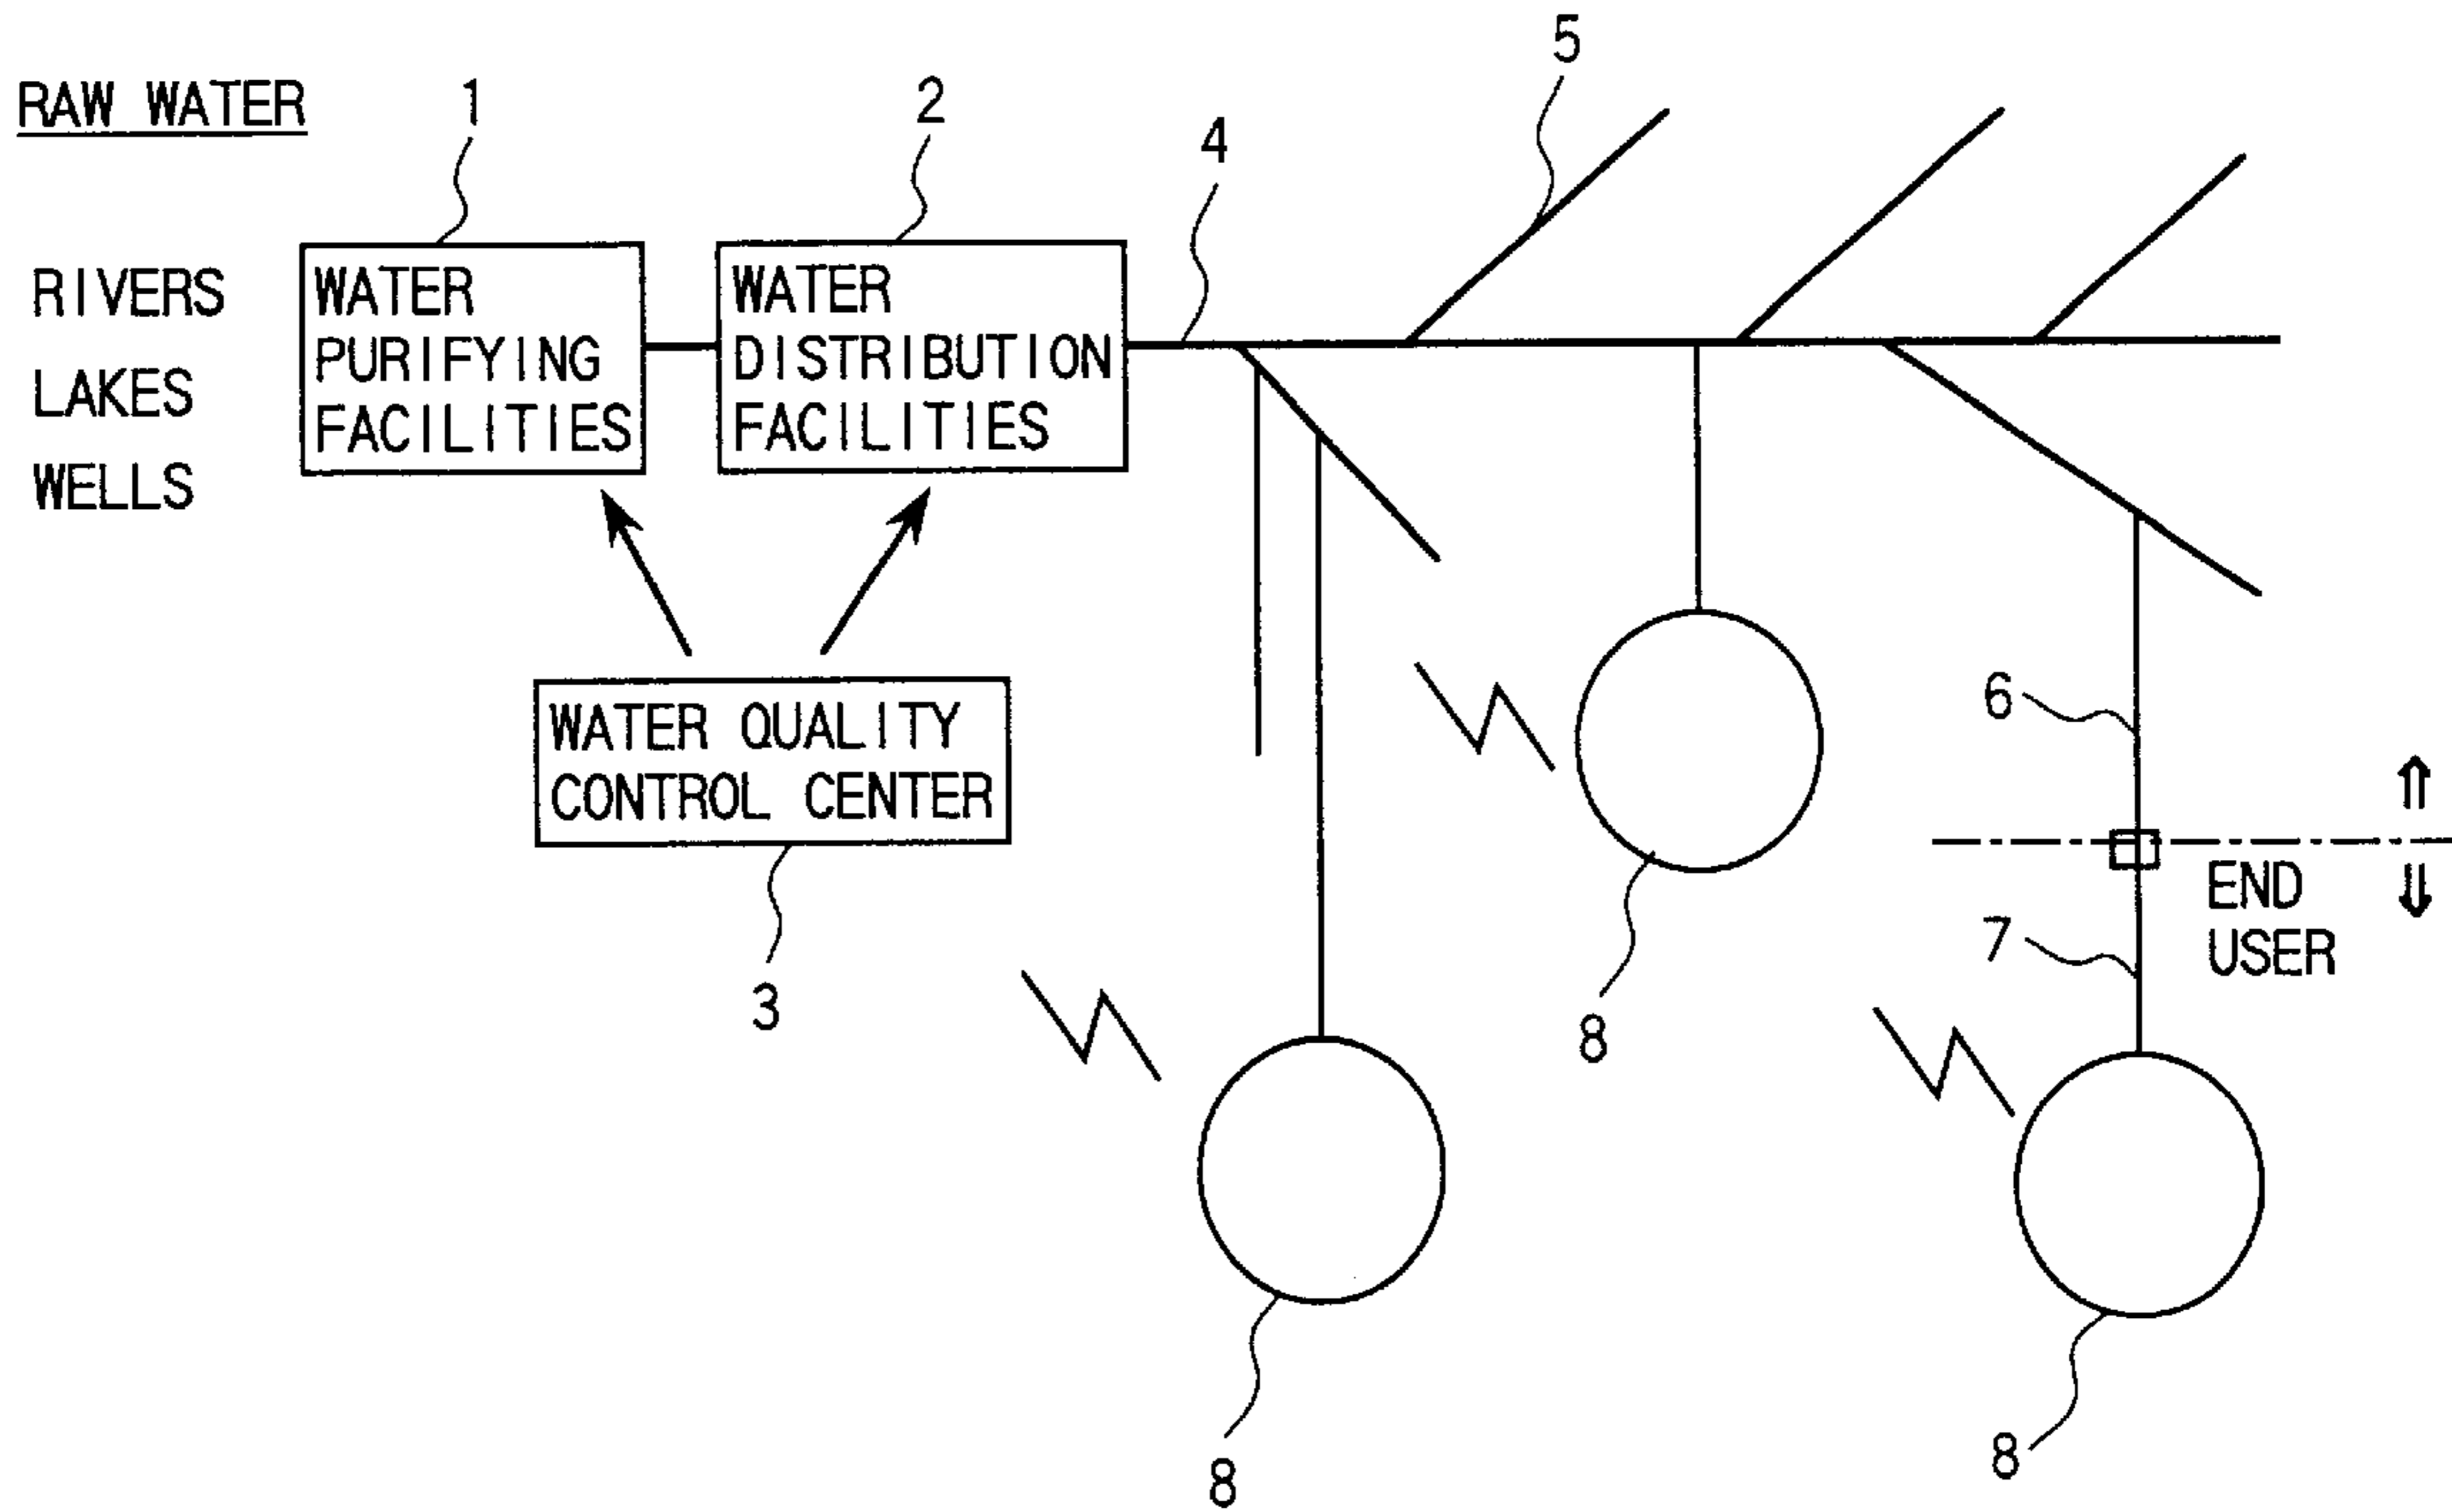 RAW WATER
RIVERS
LAKES
WELLS
1
WATER
PURIFYING
FACILITIES
2
WATER
DISTRIBUTION
FACILITIES
4
5
WATER QUALITY
CONTROL CENTER
3
6
END
USER
7
8
8
8